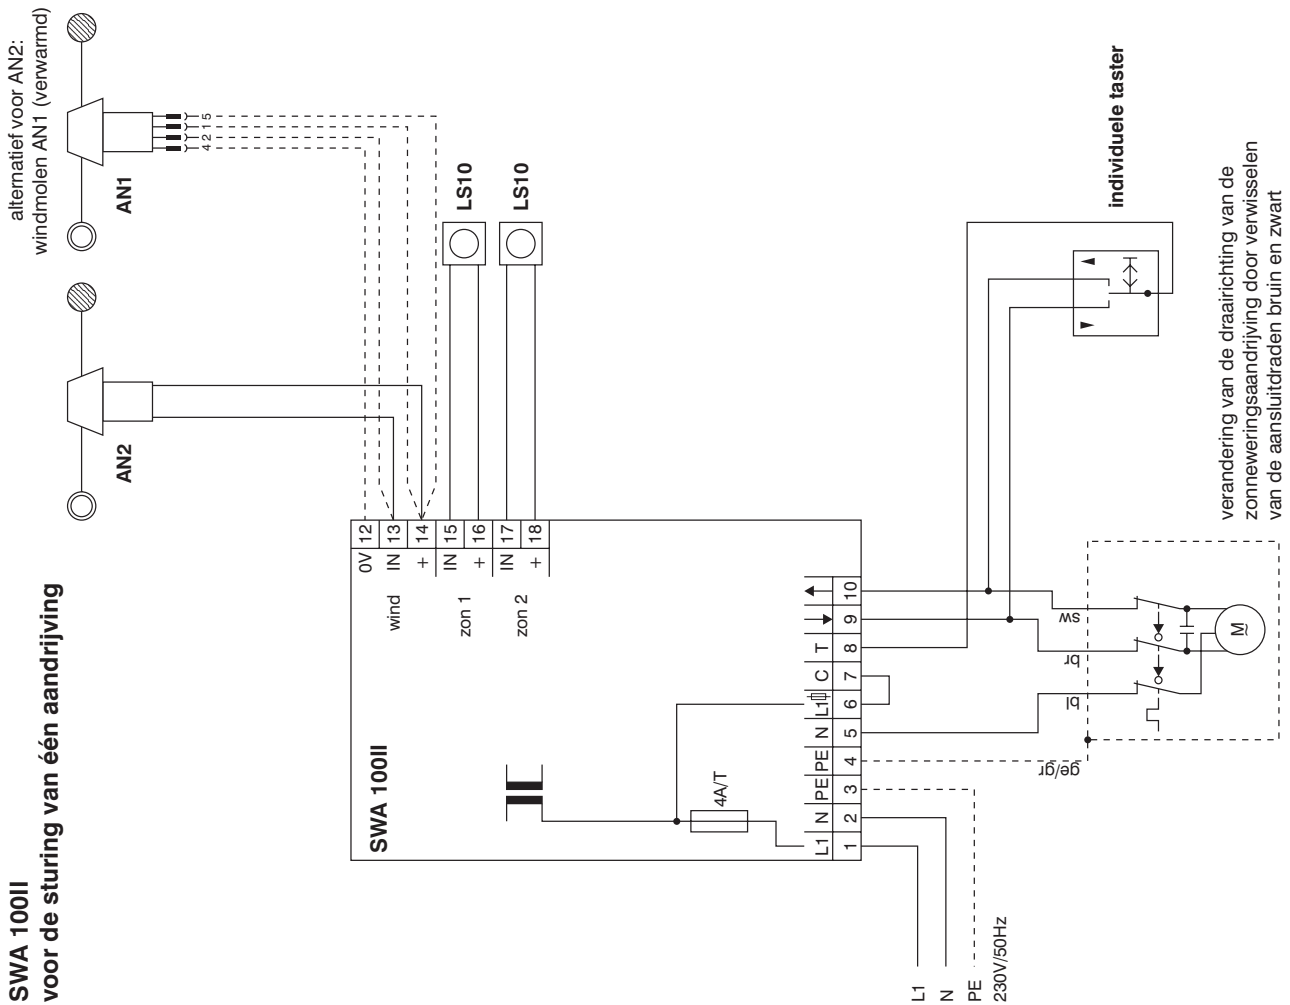 SWA 100II
voor de sturing van één aandrijving
alternatief voor AN2:
windmolen AN1 (verwarmd)
AN2
AN1
4 2 1 5
LS10
LS10
SWA 100II
0V 12
IN 13
+ 14
IN 15
+ 16
IN 17
+ 18
wind
zon 1
zon 2
4A/T
L1 N PE PE N L1 C T
1 2 3 4 5 6 7 8 9 10
L1
N
PE
230V/50Hz
ge/gr
bl
br
sw
M
individuele taster
verandering van de draairichting van de
zonneweringsaandrijving door verwisselen
van de aansluitdraden bruin en zwart